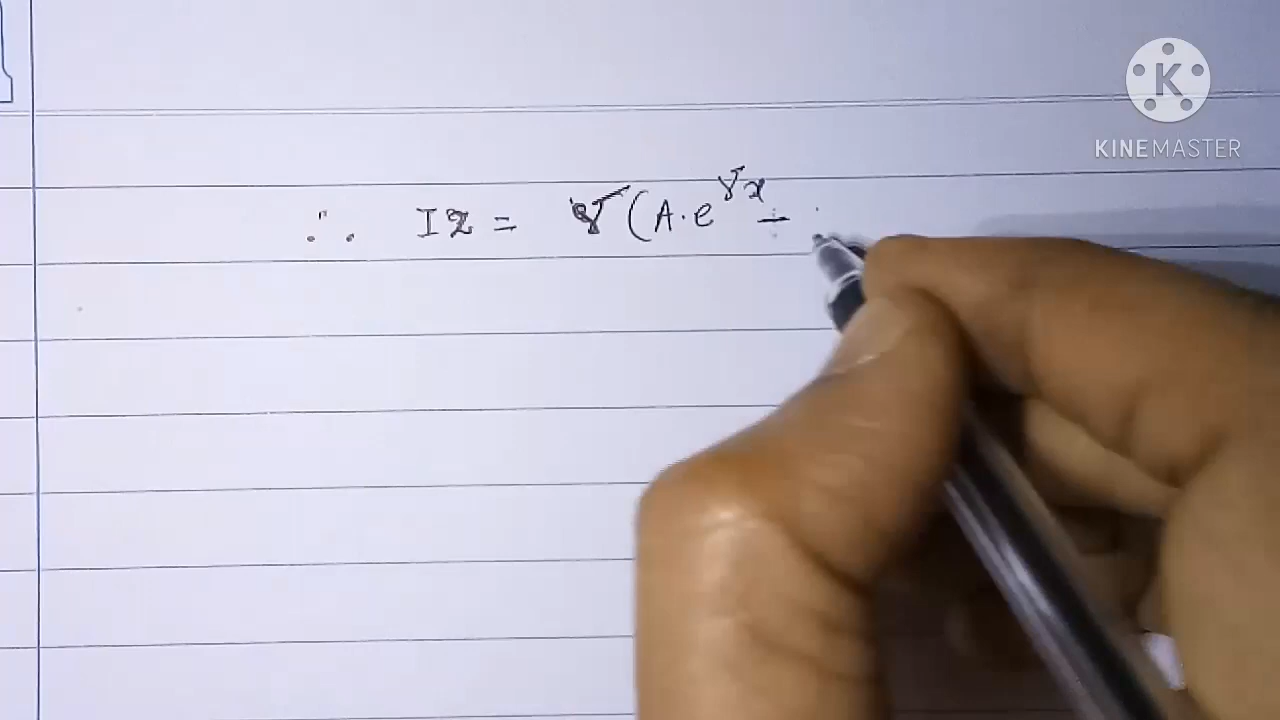 K
KINEMASTER
∴ Iz = γ (A.e^γx -